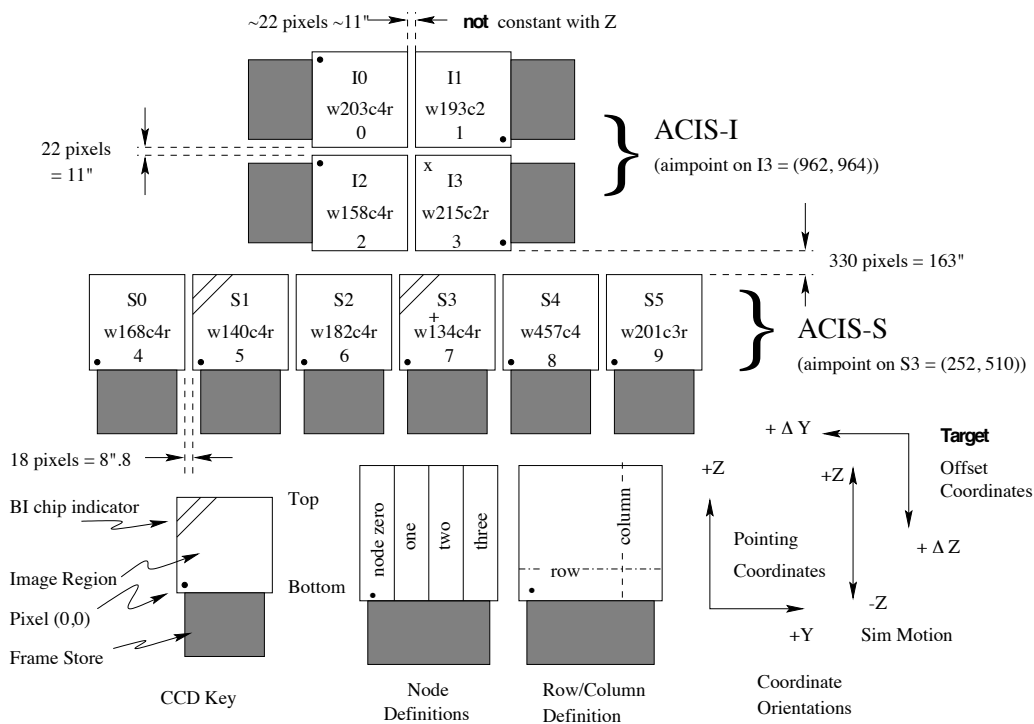 ~22 pixels ~11"
not constant with Z
I0
w203c4r
0
I1
w193c2
1
ACIS-I
(aimpoint on I3 = (962, 964))
22 pixels
= 11"
I2
w158c4r
2
x
I3
w215c2r
3
330 pixels = 163"
S0
w168c4r
4
S1
w140c4r
5
S2
w182c4r
6
S3
+
w134c4r
7
S4
w457c4
8
S5
w201c3r
9
ACIS-S
(aimpoint on S3 = (252, 510))
18 pixels = 8".8
BI chip indicator
Image Region
Pixel (0,0)
Frame Store
Top
Bottom
CCD Key
node zero
one
two
three
Node
Definitions
row
column
Row/Column
Definition
+ Δ Y
Target
Offset
Coordinates
+ Δ Z
+Z
Pointing
Coordinates
+Y
+Z
-Z
Sim Motion
Coordinate
Orientations